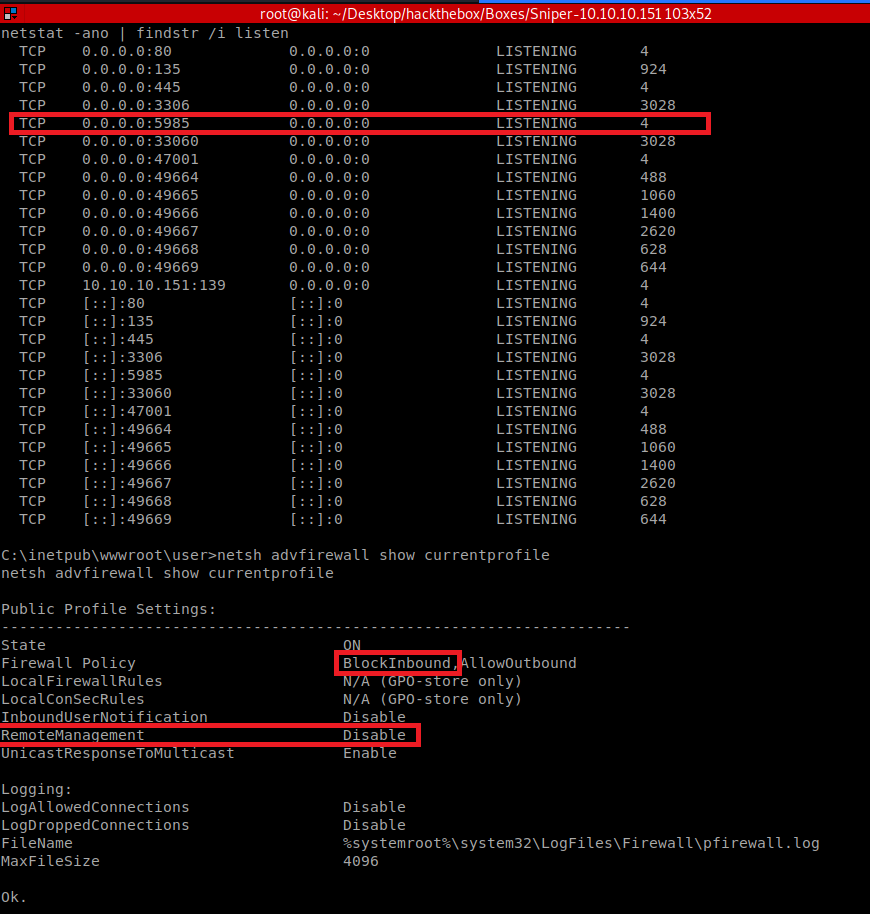 root@kali: ~/Desktop/hackthebox/Boxes/Sniper-10.10.10.151 103x52
netstat -ano | findstr /i listen
TCP    0.0.0.0:80             0.0.0.0:0              LISTENING       4
TCP    0.0.0.0:135            0.0.0.0:0              LISTENING       924
TCP    0.0.0.0:445            0.0.0.0:0              LISTENING       4
TCP    0.0.0.0:3306           0.0.0.0:0              LISTENING       3028
TCP    0.0.0.0:5985           0.0.0.0:0              LISTENING       4
TCP    0.0.0.0:33060          0.0.0.0:0              LISTENING       3028
TCP    0.0.0.0:47001          0.0.0.0:0              LISTENING       4
TCP    0.0.0.0:49664          0.0.0.0:0              LISTENING       488
TCP    0.0.0.0:49665          0.0.0.0:0              LISTENING       1060
TCP    0.0.0.0:49666          0.0.0.0:0              LISTENING       1400
TCP    0.0.0.0:49667          0.0.0.0:0              LISTENING       2620
TCP    0.0.0.0:49668          0.0.0.0:0              LISTENING       628
TCP    0.0.0.0:49669          0.0.0.0:0              LISTENING       644
TCP    10.10.10.151:139       0.0.0.0:0              LISTENING       4
TCP    [::]:80                [::]:0                 LISTENING       4
TCP    [::]:135               [::]:0                 LISTENING       924
TCP    [::]:445               [::]:0                 LISTENING       4
TCP    [::]:3306              [::]:0                 LISTENING       3028
TCP    [::]:5985              [::]:0                 LISTENING       4
TCP    [::]:33060             [::]:0                 LISTENING       3028
TCP    [::]:47001             [::]:0                 LISTENING       4
TCP    [::]:49664             [::]:0                 LISTENING       488
TCP    [::]:49665             [::]:0                 LISTENING       1060
TCP    [::]:49666             [::]:0                 LISTENING       1400
TCP    [::]:49667             [::]:0                 LISTENING       2620
TCP    [::]:49668             [::]:0                 LISTENING       628
TCP    [::]:49669             [::]:0                 LISTENING       644
C:\inetpub\wwwroot\user>netsh advfirewall show currentprofile
netsh advfirewall show currentprofile
Public Profile Settings:
----------------------------------------------------------------------
State                                 ON
Firewall Policy                       BlockInbound,AllowOutbound
LocalFirewallRules                    N/A (GPO-store only)
LocalConSecRules                      N/A (GPO-store only)
InboundUserNotification               Disable
RemoteManagement                      Disable
UnicastResponseToMulticast            Enable
Logging:
LogAllowedConnections                 Disable
LogDroppedConnections                 Disable
FileName                              %systemroot%\system32\LogFiles\Firewall\pfirewall.log
MaxFileSize                           4096
Ok.